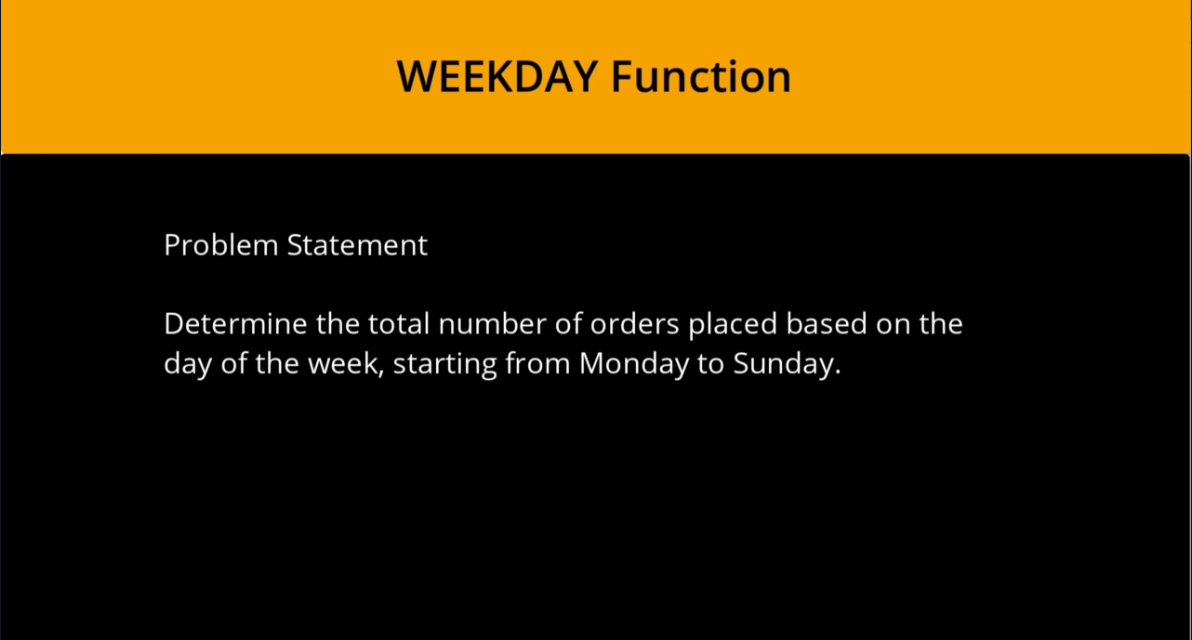 WEEKDAY Function
Problem Statement
Determine the total number of orders placed based on the
day of the week, starting from Monday to Sunday.